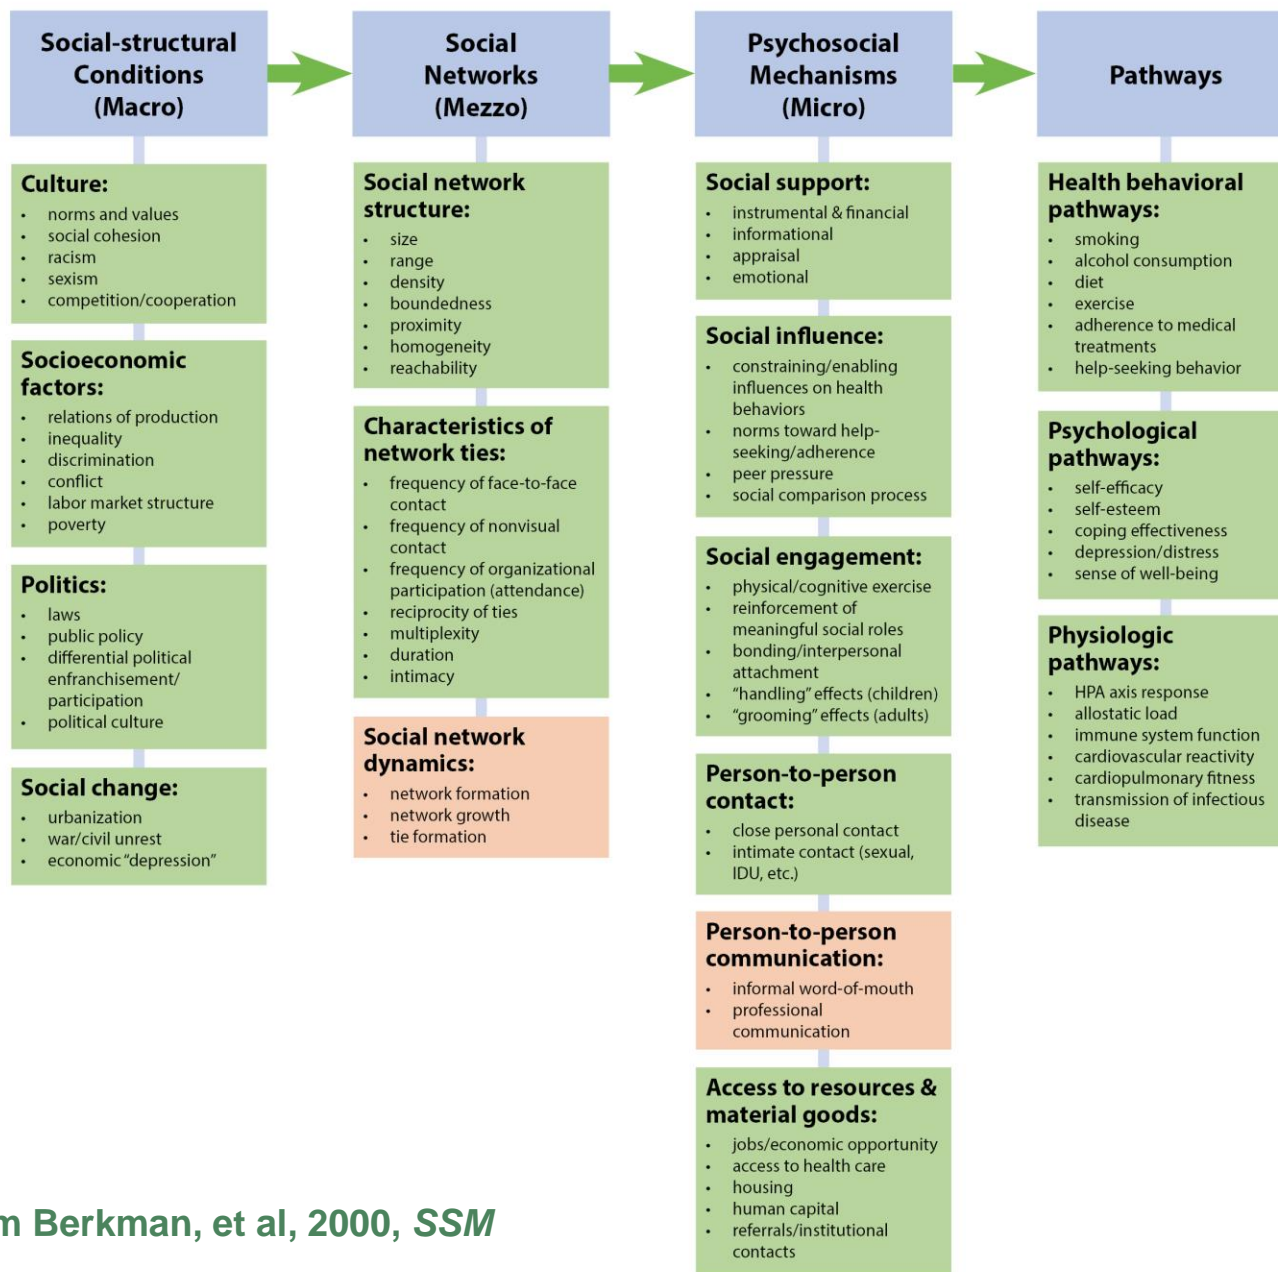 Social-structural
Conditions
(Macro)
Social
Networks
(Mezzo)
Psychosocial
Mechanisms
(Micro)
Pathways
Culture:
• norms and values
• social cohesion
• racism
• sexism
• competition/cooperation
Socioeconomic
factors:
• relations of production
• inequality
• discrimination
• conflict
• labor market structure
• poverty
Politics:
• laws
• public policy
• differential political
enfranchisement/
participation
• political culture
Social change:
• urbanization
• war/civil unrest
• economic “depression”
Social network
structure:
• size
• range
• density
• boundedness
• proximity
• homogeneity
• reachability
Characteristics of
network ties:
• frequency of face-to-face
contact
• frequency of nonvisual
contact
• frequency of organizational
participation (attendance)
• reciprocity of ties
• multiplexity
• duration
• intimacy
Social network
dynamics:
• network formation
• network growth
• tie formation
Social support:
• instrumental & financial
• informational
• appraisal
• emotional
Social influence:
• constraining/enabling
influences on health
behaviors
• norms toward help-
seeking/adherence
• peer pressure
• social comparison process
Social engagement:
• physical/cognitive exercise
• reinforcement of
meaningful social roles
• bonding/interpersonal
attachment
• “handling” effects (children)
• “grooming” effects (adults)
Person-to-person
contact:
• close personal contact
• intimate contact (sexual,
IDU, etc.)
Person-to-person
communication:
• informal word-of-mouth
• professional
communication
Access to resources &
material goods:
• jobs/economic opportunity
• access to health care
• housing
• human capital
• referrals/institutional
contacts
Health behavioral
pathways:
• smoking
• alcohol consumption
• diet
• exercise
• adherence to medical
treatments
• help-seeking behavior
Psychological
pathways:
• self-efficacy
• self-esteem
• coping effectiveness
• depression/distress
• sense of well-being
Physiologic
pathways:
• HPA axis response
• allostatic load
• immune system function
• cardiovascular reactivity
• cardiopulmonary fitness
• transmission of infectious
disease
m Berkman, et al, 2000, SSM